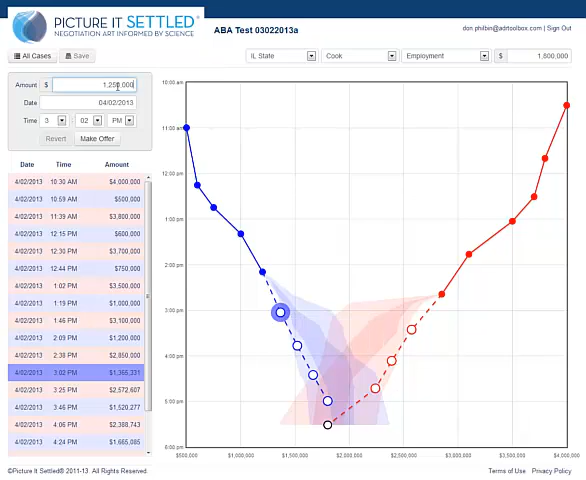 PICTURE IT SETTLED®
NEGOTIATION ART INFORMED BY SCIENCE
ABA Test 03022013a
don.philbin@adrtoolbox.com | Sign Out
All Cases
Save
IL State
Cook
Employment
$
1,800,000
Amount $ 1,250,000
Date 04/02/2013
Time 3 : 02 PM
Revert
Make Offer
Date Time Amount
4/02/2013 10:30 AM $4,000,000
4/02/2013 10:59 AM $500,000
4/02/2013 11:39 AM $3,800,000
4/02/2013 12:15 PM $600,000
4/02/2013 12:30 PM $3,700,000
4/02/2013 12:44 PM $750,000
4/02/2013 1:02 PM $3,500,000
4/02/2013 1:19 PM $1,000,000
4/02/2013 1:46 PM $3,100,000
4/02/2013 2:09 PM $1,200,000
4/02/2013 2:38 PM $2,850,000
4/02/2013 3:02 PM $1,365,331
4/02/2013 3:25 PM $2,572,607
4/02/2013 3:46 PM $1,520,277
4/02/2013 4:06 PM $2,388,743
4/02/2013 4:24 PM $1,665,085
10:00 am
11:00 am
12:00 pm
1:00 pm
2:00 pm
3:00 pm
4:00 pm
5:00 pm
6:00 pm
$500,000
$1,000,000
$1,500,000
$2,000,000
$2,500,000
$3,000,000
$3,500,000
$4,000,000
©Picture It Settled® 2011-13 All Rights Reserved.
Terms of Use
Privacy Policy